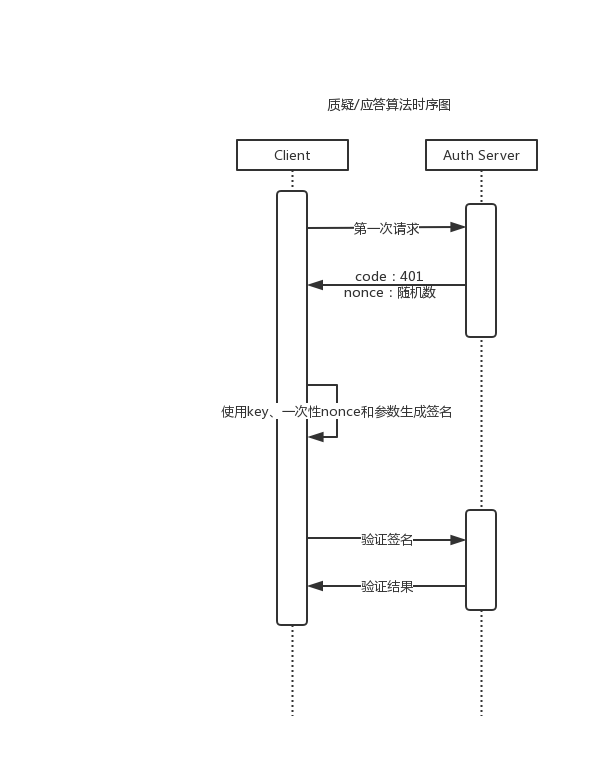 质疑/应答算法时序图
Client
Auth Server
第一次请求
code：401
nonce：随机数
使用key、一次性nonce和参数生成签名
验证签名
验证结果